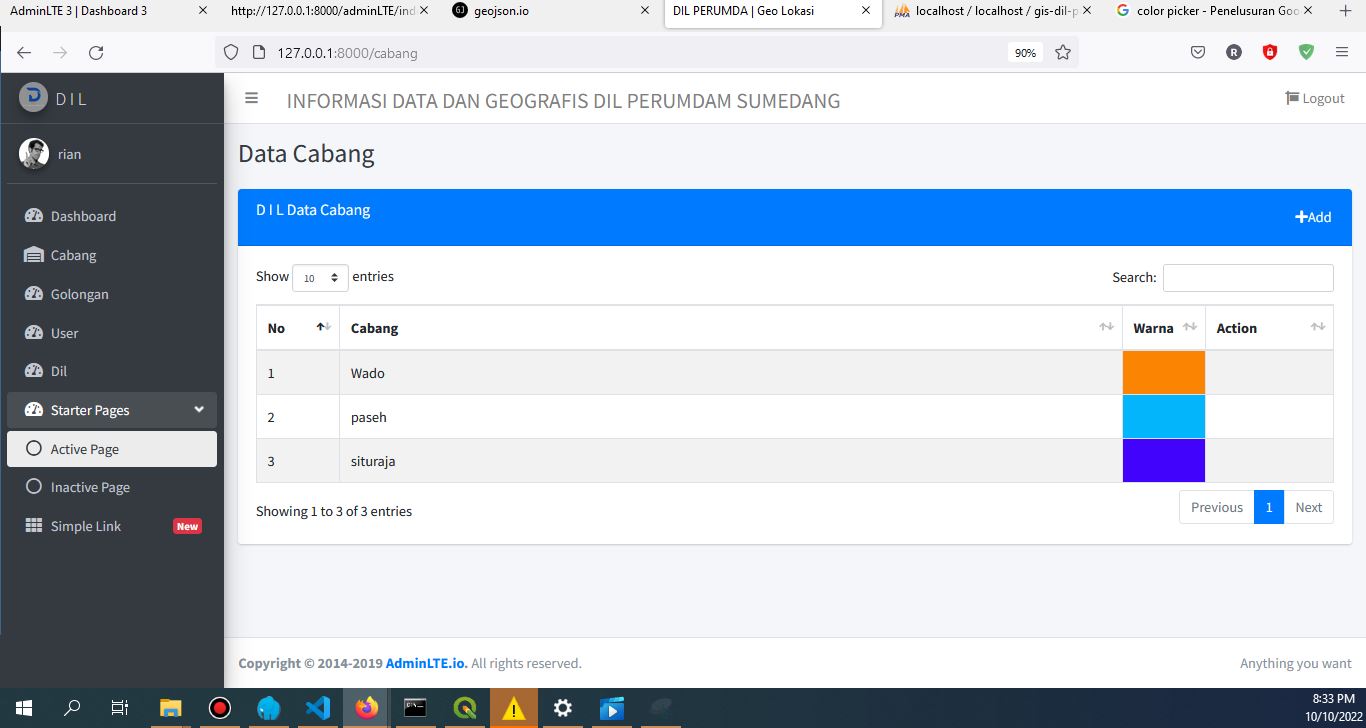 AdminLTE 3 | Dashboard 3
http://127.0.0.1:8000/adminLTE/ind
geojson.io
DIL PERUMDA | Geo Lokasi
localhost / localhost / gis-dil-p
color picker - Penelusuran Goo
127.0.0.1:8000/cabang
90%
R
D I L
INFORMASI DATA DAN GEOGRAFIS DIL PERUMDAM SUMEDANG
Logout
rian
Data Cabang
Dashboard
Cabang
Golongan
User
Dil
Starter Pages
Active Page
Inactive Page
Simple Link
New
D I L Data Cabang
Add
Show 10 entries
Search:
No Cabang Warna Action
1 Wado
2 paseh
3 situraja
Showing 1 to 3 of 3 entries
Previous 1 Next
Copyright © 2014-2019 AdminLTE.io. All rights reserved.
Anything you want
8:33 PM
10/10/2022